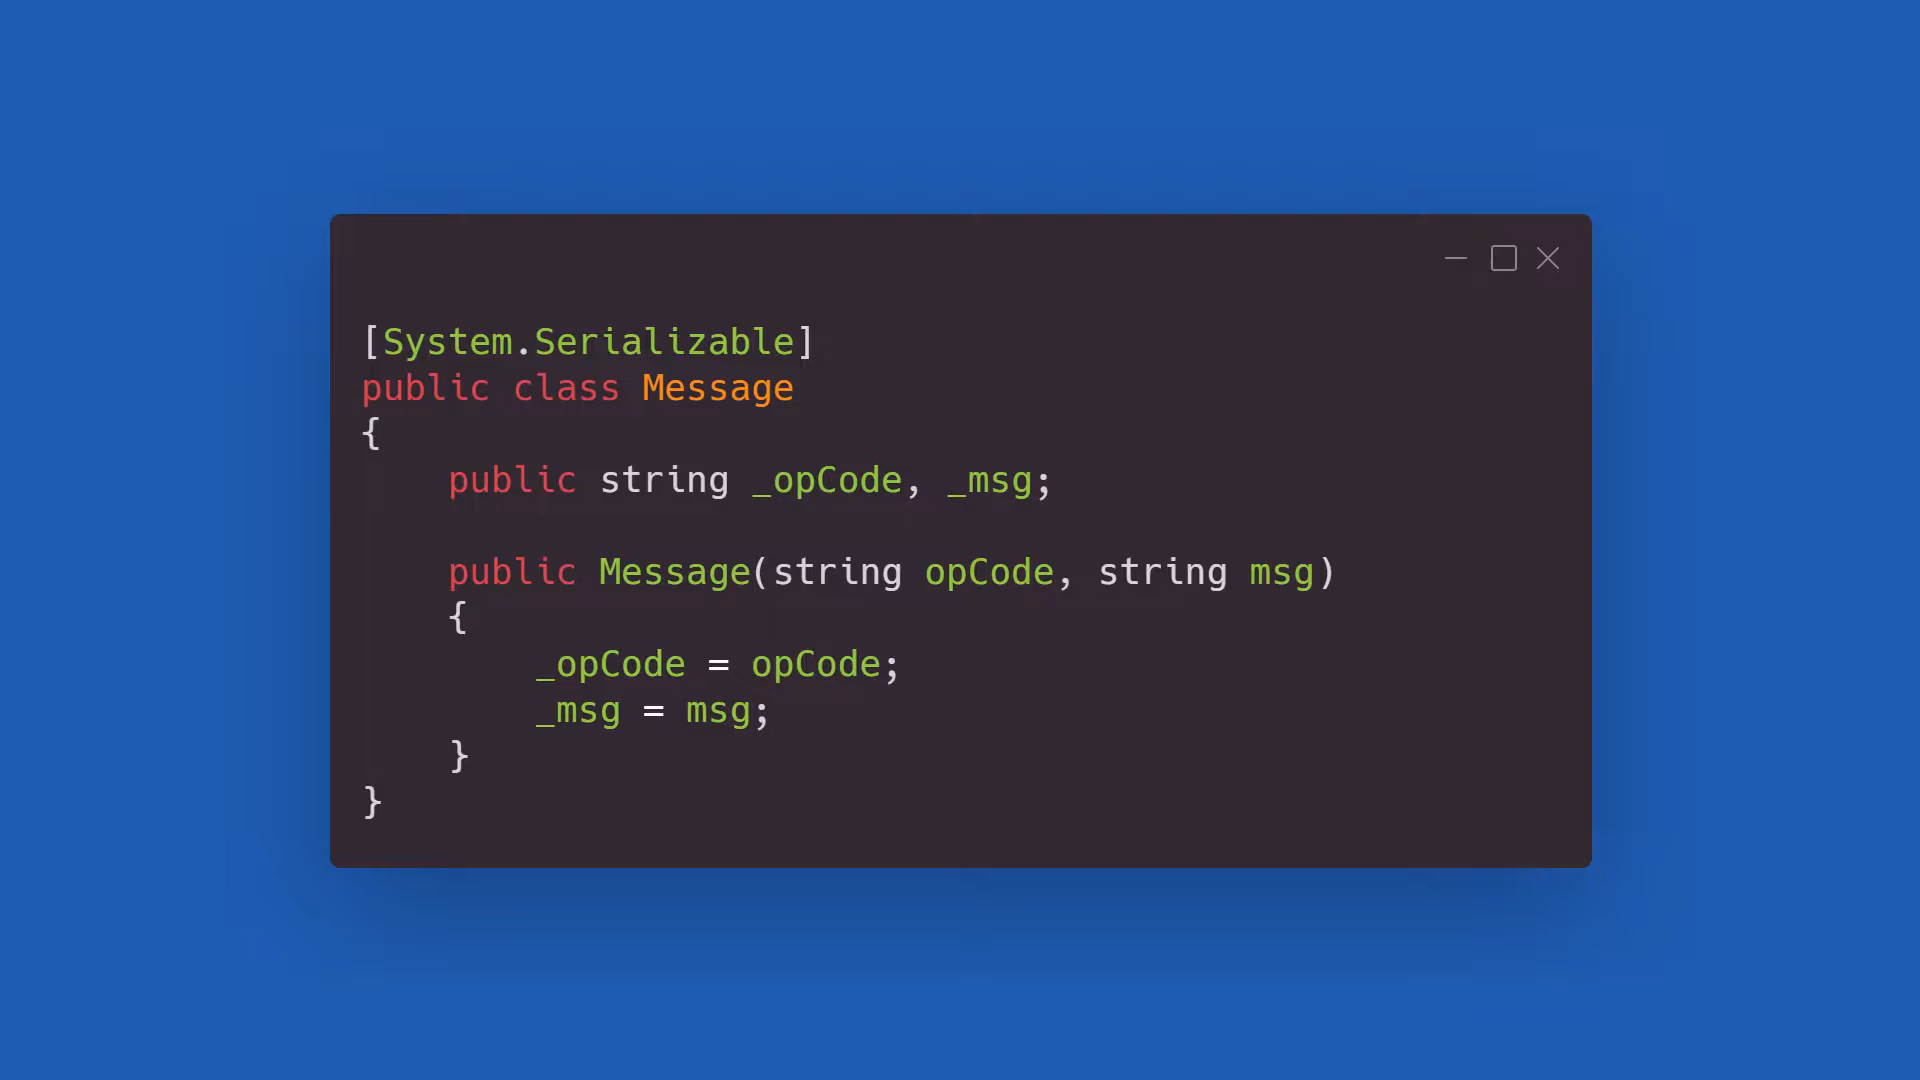 [System.Serializable]
public class Message
{
    public string _opCode, _msg;

    public Message(string opCode, string msg)
    {
        _opCode = opCode;
        _msg = msg;
    }
}